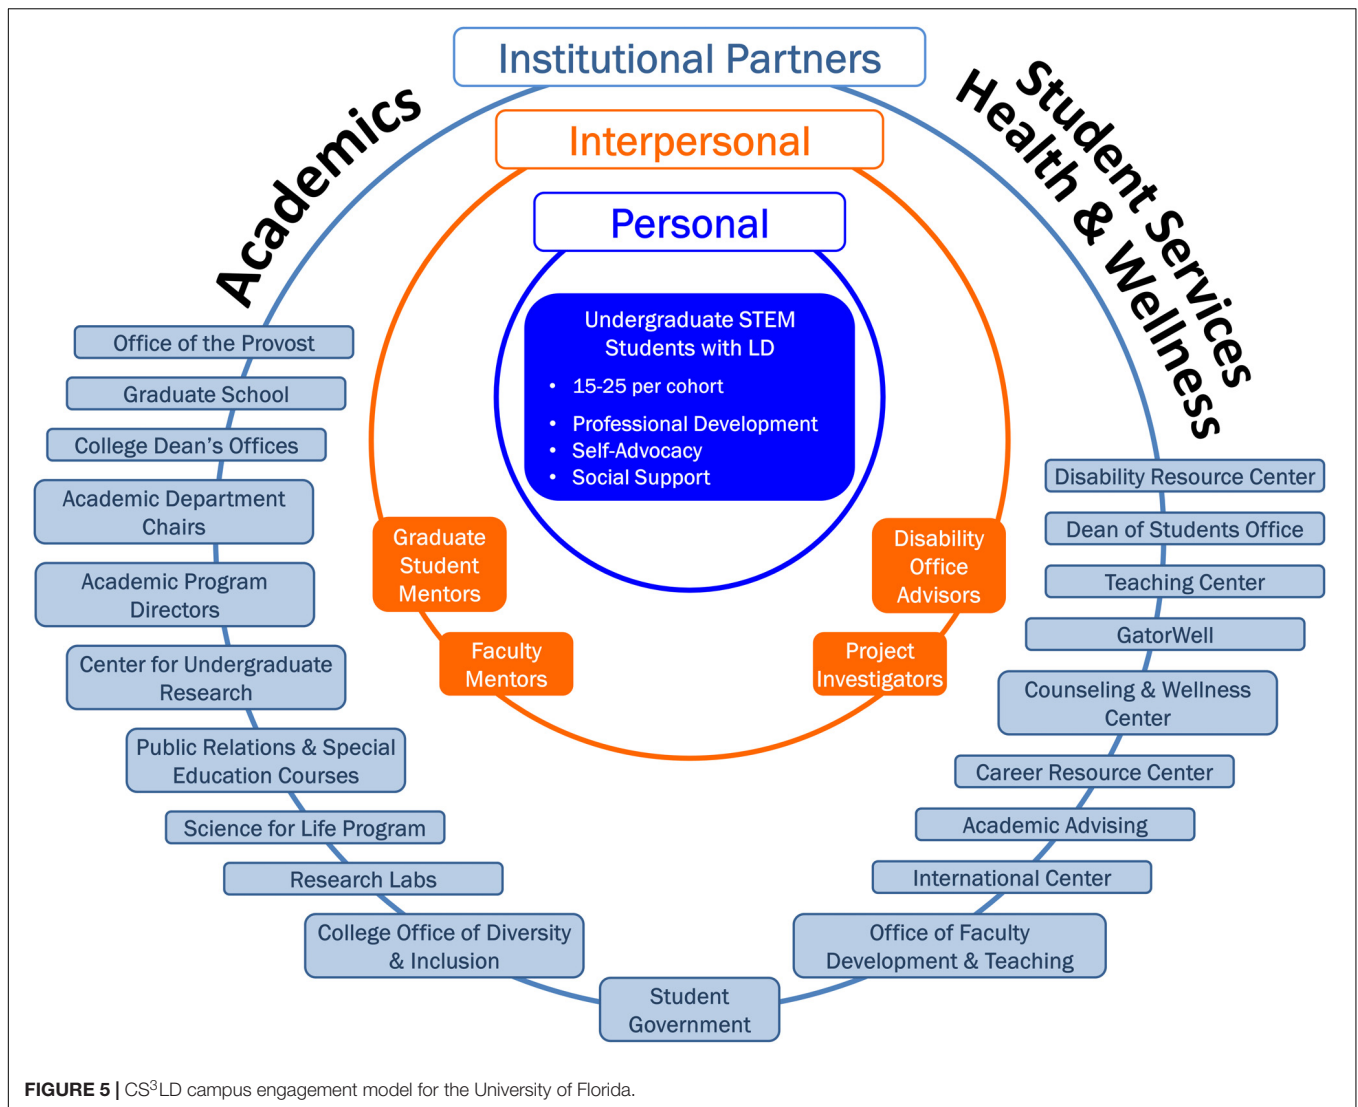 Institutional Partners
Interpersonal
Personal
Academics
Student Services
Health & Wellness
Undergraduate STEM
Students with LD
• 15-25 per cohort
• Professional Development
• Self-Advocacy
• Social Support
Graduate
Student
Mentors
Faculty
Mentors
Disability
Office
Advisors
Project
Investigators
Office of the Provost
Graduate School
College Dean's Offices
Academic Department
Chairs
Academic Program
Directors
Center for Undergraduate
Research
Public Relations & Special
Education Courses
Science for Life Program
Research Labs
College Office of Diversity
& Inclusion
Student
Government
Disability Resource Center
Dean of Students Office
Teaching Center
GatorWell
Counseling & Wellness
Center
Career Resource Center
Academic Advising
International Center
Office of Faculty
Development & Teaching
FIGURE 5 | CS³LD campus engagement model for the University of Florida.